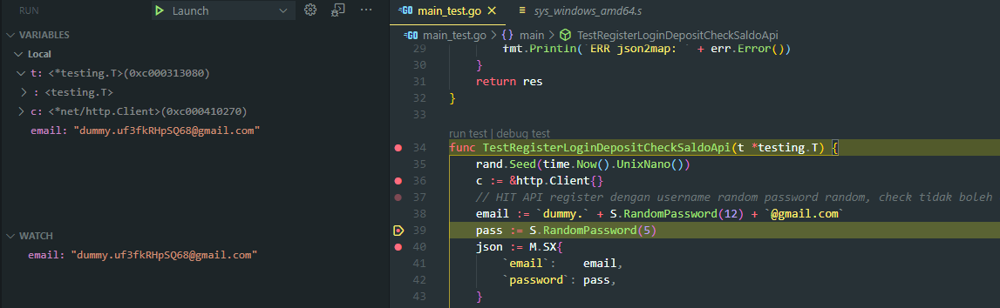 RUN
Launch
VARIABLES
Local
t: <*testing.T>(0xc000313080)
: <testing.T>
c: <*net/http.Client>(0xc000410270)
email: "dummy.uf3fkRHpSQ68@gmail.com"
WATCH
email: "dummy.uf3fkRHpSQ68@gmail.com"
GO main_test.go
sys_windows_amd64.s
GO main_test.go > {} main > TestRegisterLoginDepositCheckSaldoApi
29 fmt.Println(`ERR json2map: ` + err.Error())
30 }
31 return res
32 }
33
run test | debug test
34 func TestRegisterLoginDepositCheckSaldoApi(t *testing.T) {
35 rand.Seed(time.Now().UnixNano())
36 c := &http.Client{}
37 // HIT API register dengan username random password random, check tidak boleh
38 email := `dummy.` + S.RandomPassword(12) + `@gmail.com`
39 pass := S.RandomPassword(5)
40 json := M.SX{
41 `email`: email,
42 `password`: pass,
43 }